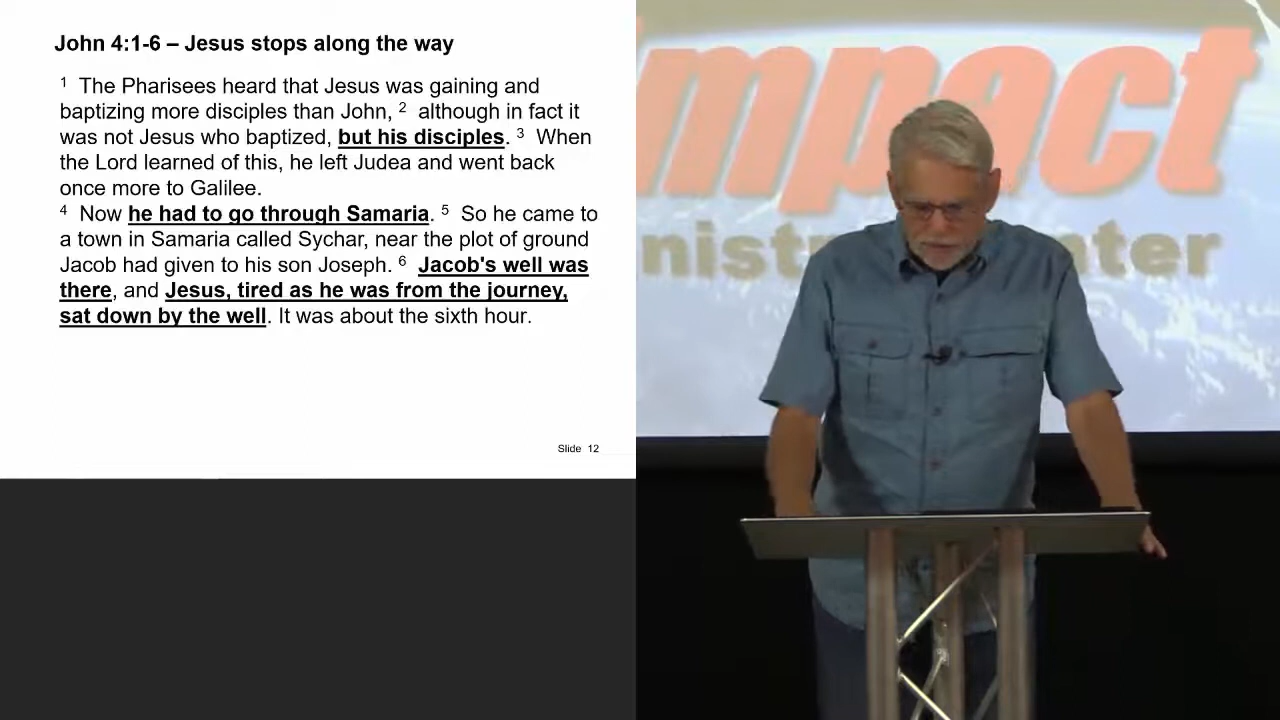 John 4:1-6 – Jesus stops along the way
1 The Pharisees heard that Jesus was gaining and
baptizing more disciples than John, 2 although in fact it
was not Jesus who baptized, but his disciples. 3 When
the Lord learned of this, he left Judea and went back
once more to Galilee.
4 Now he had to go through Samaria. 5 So he came to
a town in Samaria called Sychar, near the plot of ground
Jacob had given to his son Joseph. 6 Jacob's well was
there, and Jesus, tired as he was from the journey,
sat down by the well. It was about the sixth hour.
Slide 12
impact